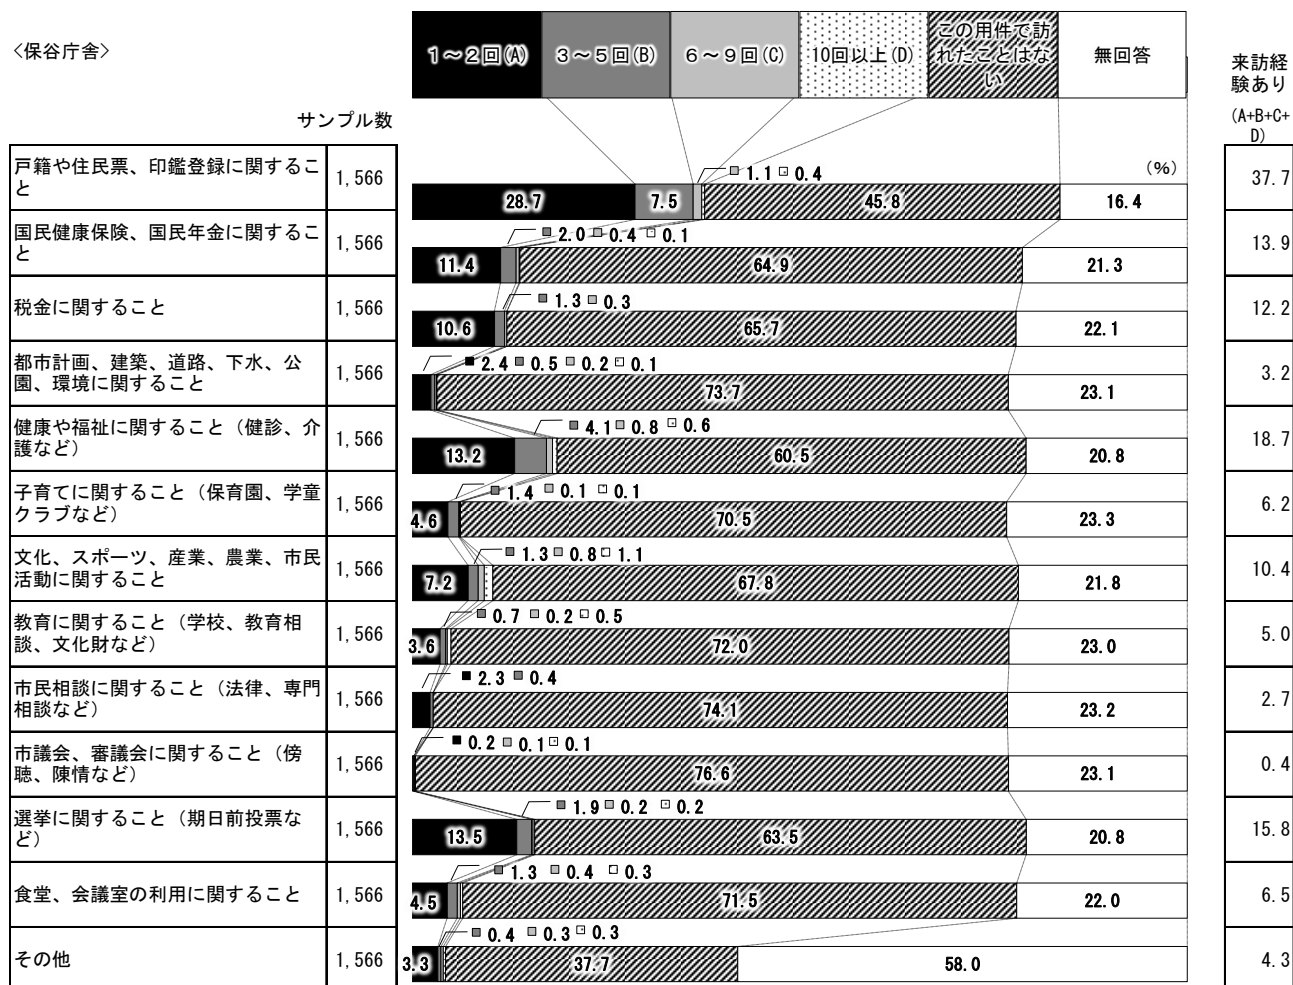 〈保谷庁舎〉
１～２回(A)
３～５回(B)
６～９回(C)
10回以上(D)
この用件で訪
れたことはな
い
無回答
来訪経
験あり
(A+B+C+
D)
サンプル数
(%)
戸籍や住民票、印鑑登録に関するこ
と
1,566
1.1 0.4
28.7 7.5 45.8 16.4
37.7
国民健康保険、国民年金に関するこ
と
1,566
2.0 0.4 0.1
11.4 64.9 21.3
13.9
税金に関すること
1,566
1.3 0.3
10.6 65.7 22.1
12.2
都市計画、建築、道路、下水、公
園、環境に関すること
1,566
2.4 0.5 0.2 0.1
73.7 23.1
3.2
健康や福祉に関すること（健診、介
護など）
1,566
4.1 0.8 0.6
13.2 60.5 20.8
18.7
子育てに関すること（保育園、学童
クラブなど）
1,566
1.4 0.1 0.1
4.6 70.5 23.3
6.2
文化、スポーツ、産業、農業、市民
活動に関すること
1,566
1.3 0.8 1.1
7.2 67.8 21.8
10.4
教育に関すること（学校、教育相
談、文化財など）
1,566
0.7 0.2 0.5
3.6 72.0 23.0
5.0
市民相談に関すること（法律、専門
相談など）
1,566
2.3 0.4
74.1 23.2
2.7
市議会、審議会に関すること（傍
聴、陳情など）
1,566
0.2 0.1 0.1
76.6 23.1
0.4
選挙に関すること（期日前投票な
ど）
1,566
1.9 0.2 0.2
13.5 63.5 20.8
15.8
食堂、会議室の利用に関すること
1,566
1.3 0.4 0.3
4.5 71.5 22.0
6.5
その他
1,566
0.4 0.3 0.3
3.3 37.7 58.0
4.3